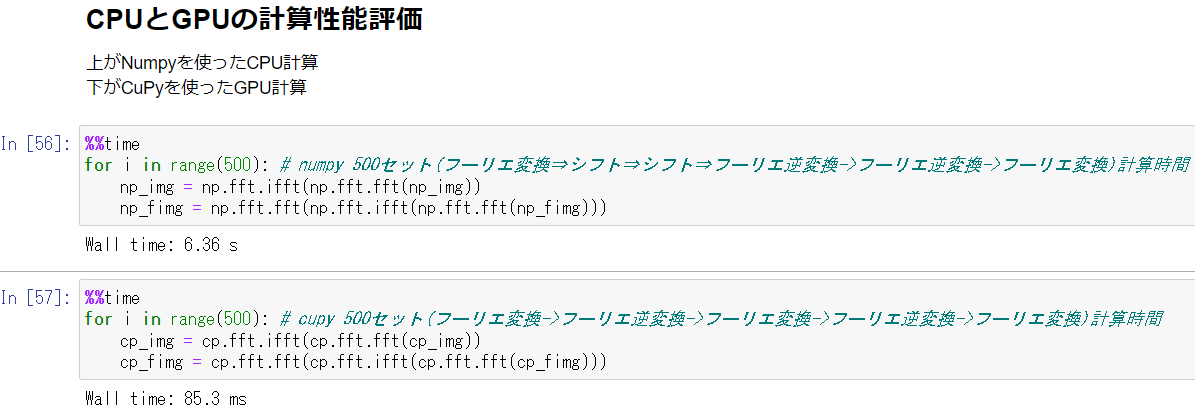 CPUとGPUの計算性能評価
上がNumpyを使ったCPU計算
下がCuPyを使ったGPU計算
In [56]:
%%time
for i in range(500): # numpy 500セット(フーリエ変換⇒シフト⇒シフト⇒フーリエ逆変換->フーリエ逆変換->フーリエ変換)計算時間
    np_img = np.fft.ifft(np.fft.fft(np_img))
    np_fimg = np.fft.fft(np.fft.ifft(np.fft.fft(np_fimg)))
Wall time: 6.36 s
In [57]:
%%time
for i in range(500): # cupy 500セット(フーリエ変換->フーリエ逆変換->フーリエ変換->フーリエ逆変換->フーリエ変換)計算時間
    cp_img = cp.fft.ifft(cp.fft.fft(cp_img))
    cp_fimg = cp.fft.fft(cp.fft.ifft(cp.fft.fft(cp_fimg)))
Wall time: 85.3 ms